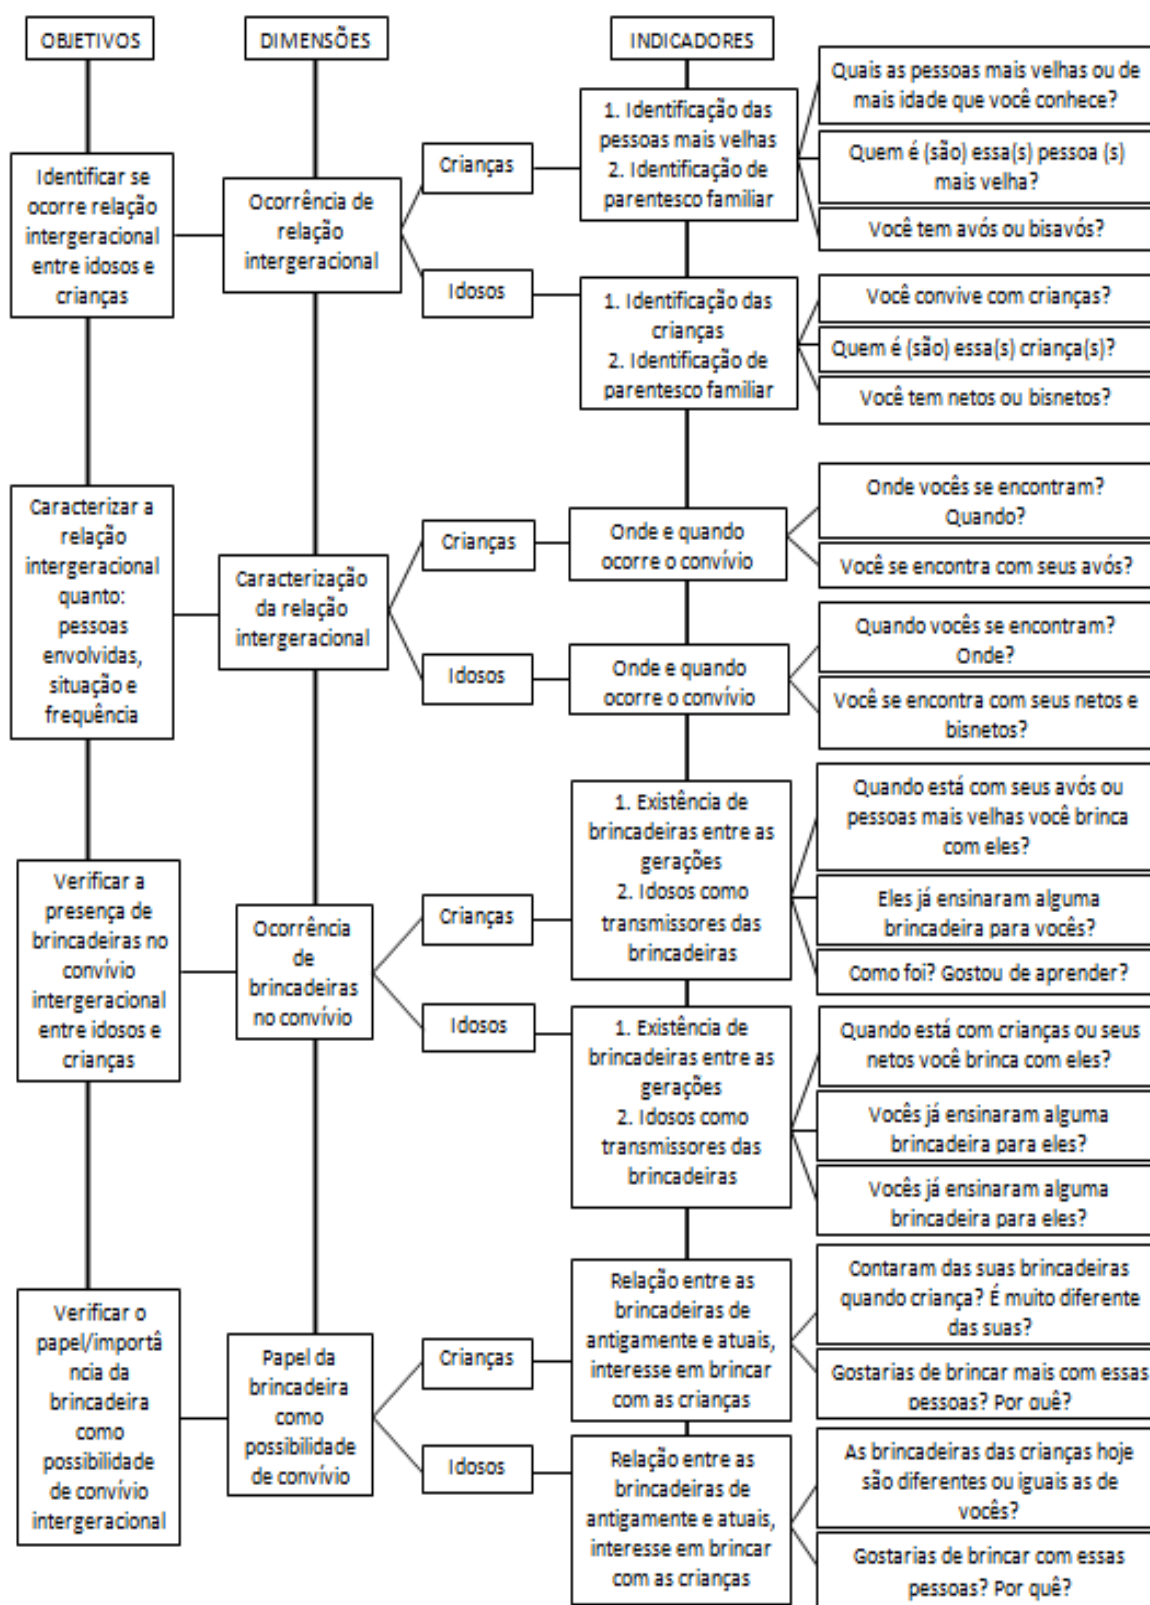 OBJETIVOS
DIMENSÕES
INDICADORES
Identificar se
ocorre relação
intergeracional
entre idosos e
crianças
Ocorrência de
relação
intergeracional
Crianças
1. Identificação das
pessoas mais velhas
2. Identificação de
parentesco familiar
Quais as pessoas mais velhas ou de
mais idade que você conhece?
Quem é (são) essa(s) pessoa (s)
mais velha?
Você tem avós ou bisavós?
Idosos
1. Identificação das
crianças
2. Identificação de
parentesco familiar
Você convive com crianças?
Quem é (são) essa(s) criança(s)?
Você tem netos ou bisnetos?
Caracterizar a
relação
intergeracional
quanto:
pessoas
envolvidas,
situação e
frequência
Caracterização
da relação
intergeracional
Crianças
Onde e quando
ocorre o convívio
Onde vocês se encontram?
Quando?
Você se encontra com seus avós?
Idosos
Onde e quando
ocorre o convívio
Quando vocês se encontram?
Onde?
Você se encontra com seus netos e
bisnetos?
Verificar a
presença de
brincadeiras no
convívio
intergeracional
entre idosos e
crianças
Ocorrência
de
brincadeiras
no convívio
Crianças
1. Existência de
brincadeiras entre as
gerações
2. Idosos como
transmissores das
brincadeiras
Quando está com seus avós ou
pessoas mais velhas você brinca
com eles?
Eles já ensinaram alguma
brincadeira para vocês?
Como foi? Gostou de aprender?
Idosos
1. Existência de
brincadeiras entre as
gerações
2. Idosos como
transmissores das
brincadeiras
Quando está com crianças ou seus
netos você brinca com eles?
Vocês já ensinaram alguma
brincadeira para eles?
Vocês já ensinaram alguma
brincadeira para eles?
Verificar o
papel/importâ
ncia da
brincadeira
como
possibilidade
de convívio
intergeracional
Papel da
brincadeira
como
possibilidade
de convívio
Crianças
Relação entre as
brincadeiras de
antigamente e atuais,
interesse em brincar
com as crianças
Contaram das suas brincadeiras
quando criança? É muito diferente
das suas?
Gostarias de brincar mais com essas
pessoas? Por quê?
Idosos
Relação entre as
brincadeiras de
antigamente e atuais,
interesse em brincar
com as crianças
As brincadeiras das crianças hoje
são diferentes ou iguais as de
vocês?
Gostarias de brincar com essas
pessoas? Por quê?